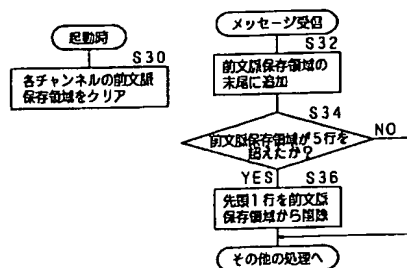 起動時
S30
各チャンネルの前文脈
保存領域をクリア
メッセージ受信
S32
前文脈保存領域の
末尾に追加
S34
前文脈保存領域が5行を
超えたか？
NO
YES
S36
先頭1行を前文脈
保存領域から削除
その他の処理へ